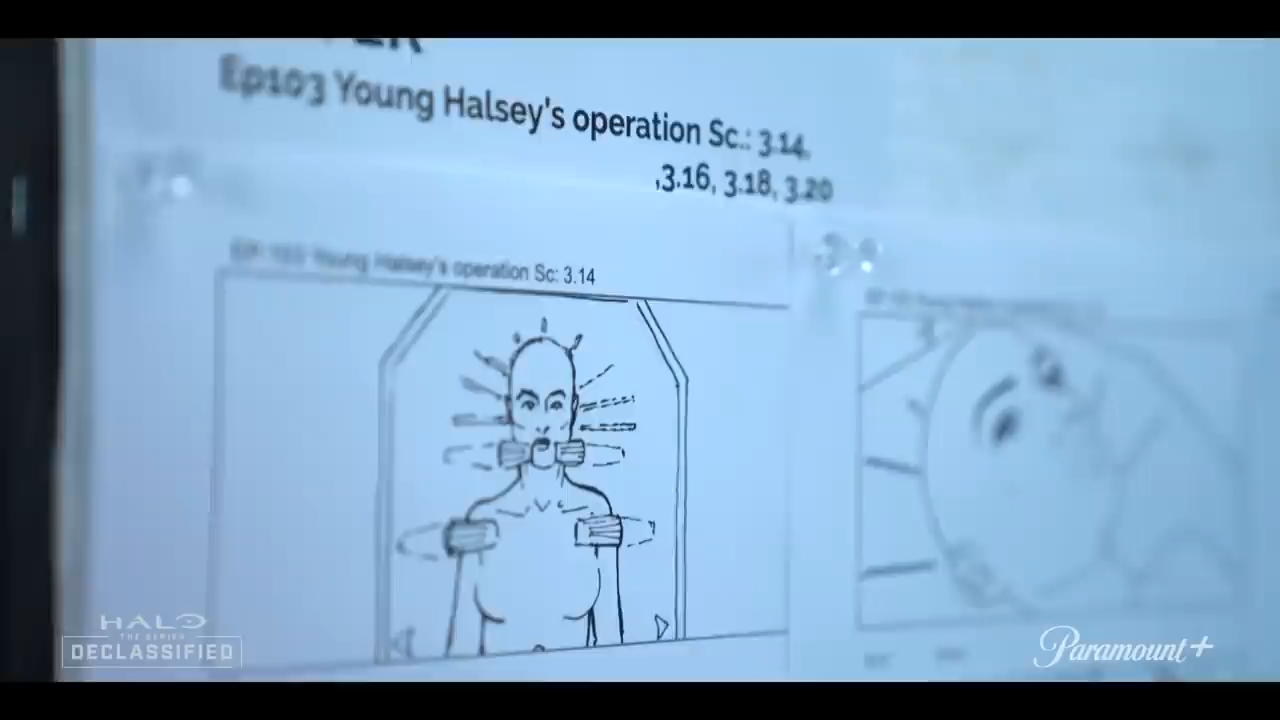 Ep103 Young Halsey's operation Sc.: 3.14,
,3.16, 3.18, 3.20
EP. 103 Young Halsey's operation Sc: 3.14
HALO
THE SERIES
DECLASSIFIED
Paramount+